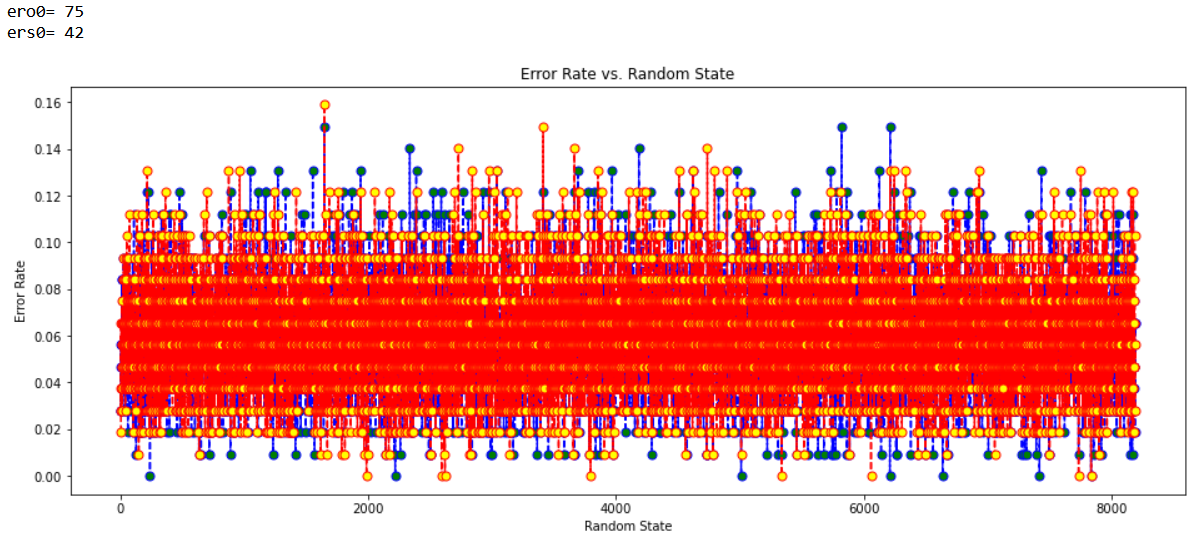 ero0= 75
ers0= 42
Error Rate vs. Random State
0.16
0.14
0.12
0.10
0.08
0.06
0.04
0.02
0.00
Error Rate
0 2000 4000 6000 8000
Random State